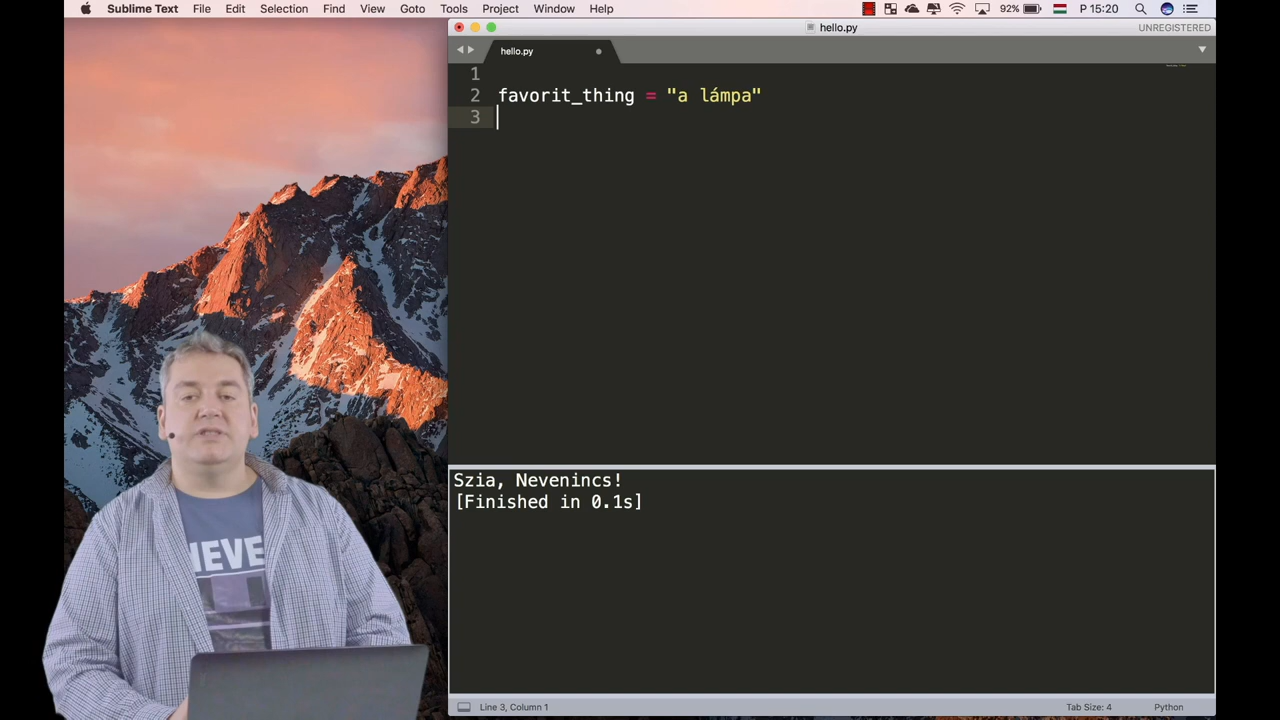 Sublime Text File Edit Selection Find View Goto Tools Project Window Help 92% P 15:20
hello.py UNREGISTERED
hello.py
1
2 favorit_thing = "a lámpa"
3
Szia, Nevenincs!
[Finished in 0.1s]
IEVE
Line 3, Column 1 Tab Size: 4 Python